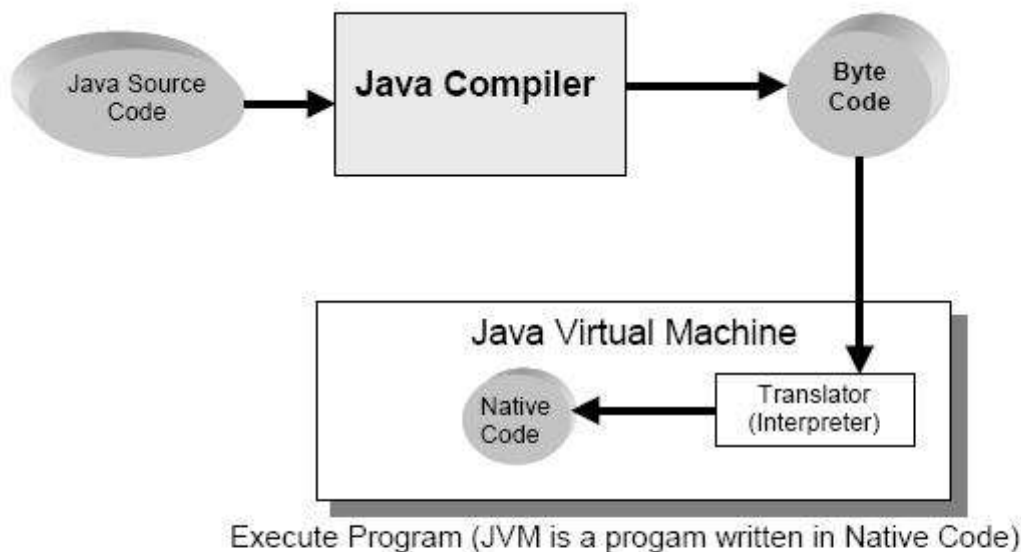 Java Source
Code
Java Compiler
Byte
Code
Java Virtual Machine
Native
Code
Translator
(Interpreter)
Execute Program (JVM is a progam written in Native Code)